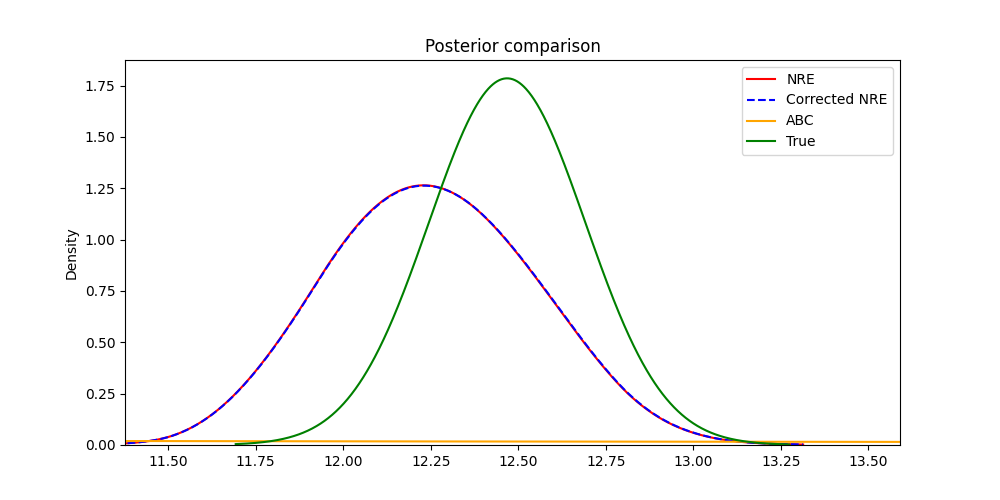 Posterior comparison
NRE
Corrected NRE
ABC
True
Density
1.75
1.50
1.25
1.00
0.75
0.50
0.25
0.00
11.50 11.75 12.00 12.25 12.50 12.75 13.00 13.25 13.50